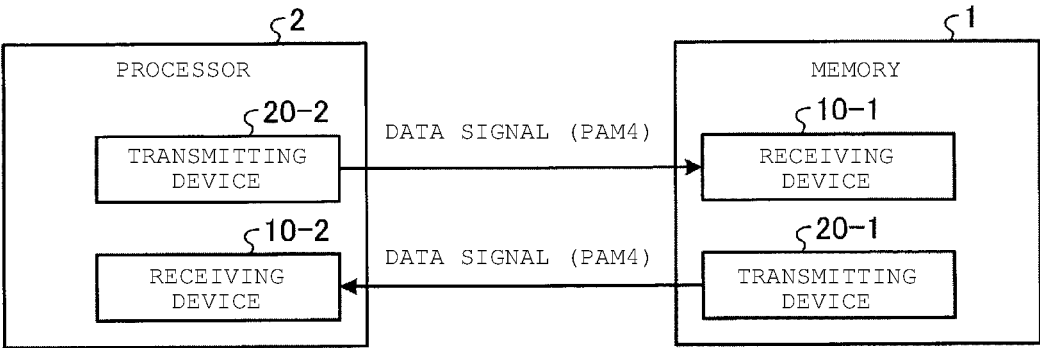 2
1
PROCESSOR
MEMORY
20-2
10-1
DATA SIGNAL (PAM4)
TRANSMITTING
DEVICE
RECEIVING
DEVICE
10-2
20-1
DATA SIGNAL (PAM4)
RECEIVING
DEVICE
TRANSMITTING
DEVICE